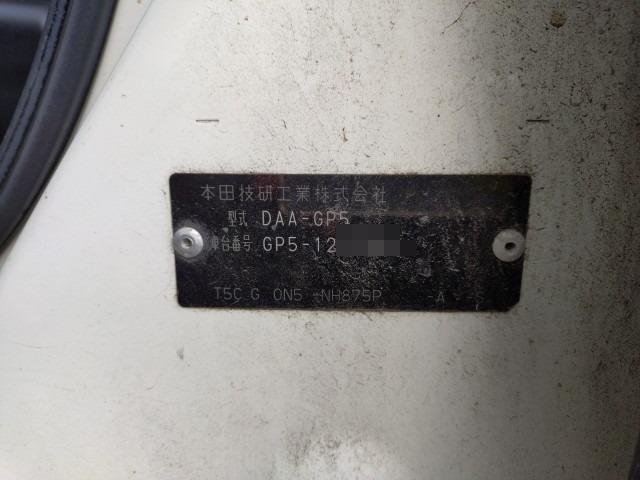 本田技研工業株式会社
型式 DAA-GP5
車台番号 GP5-12
T5C G 0N5 -NH875P -A -